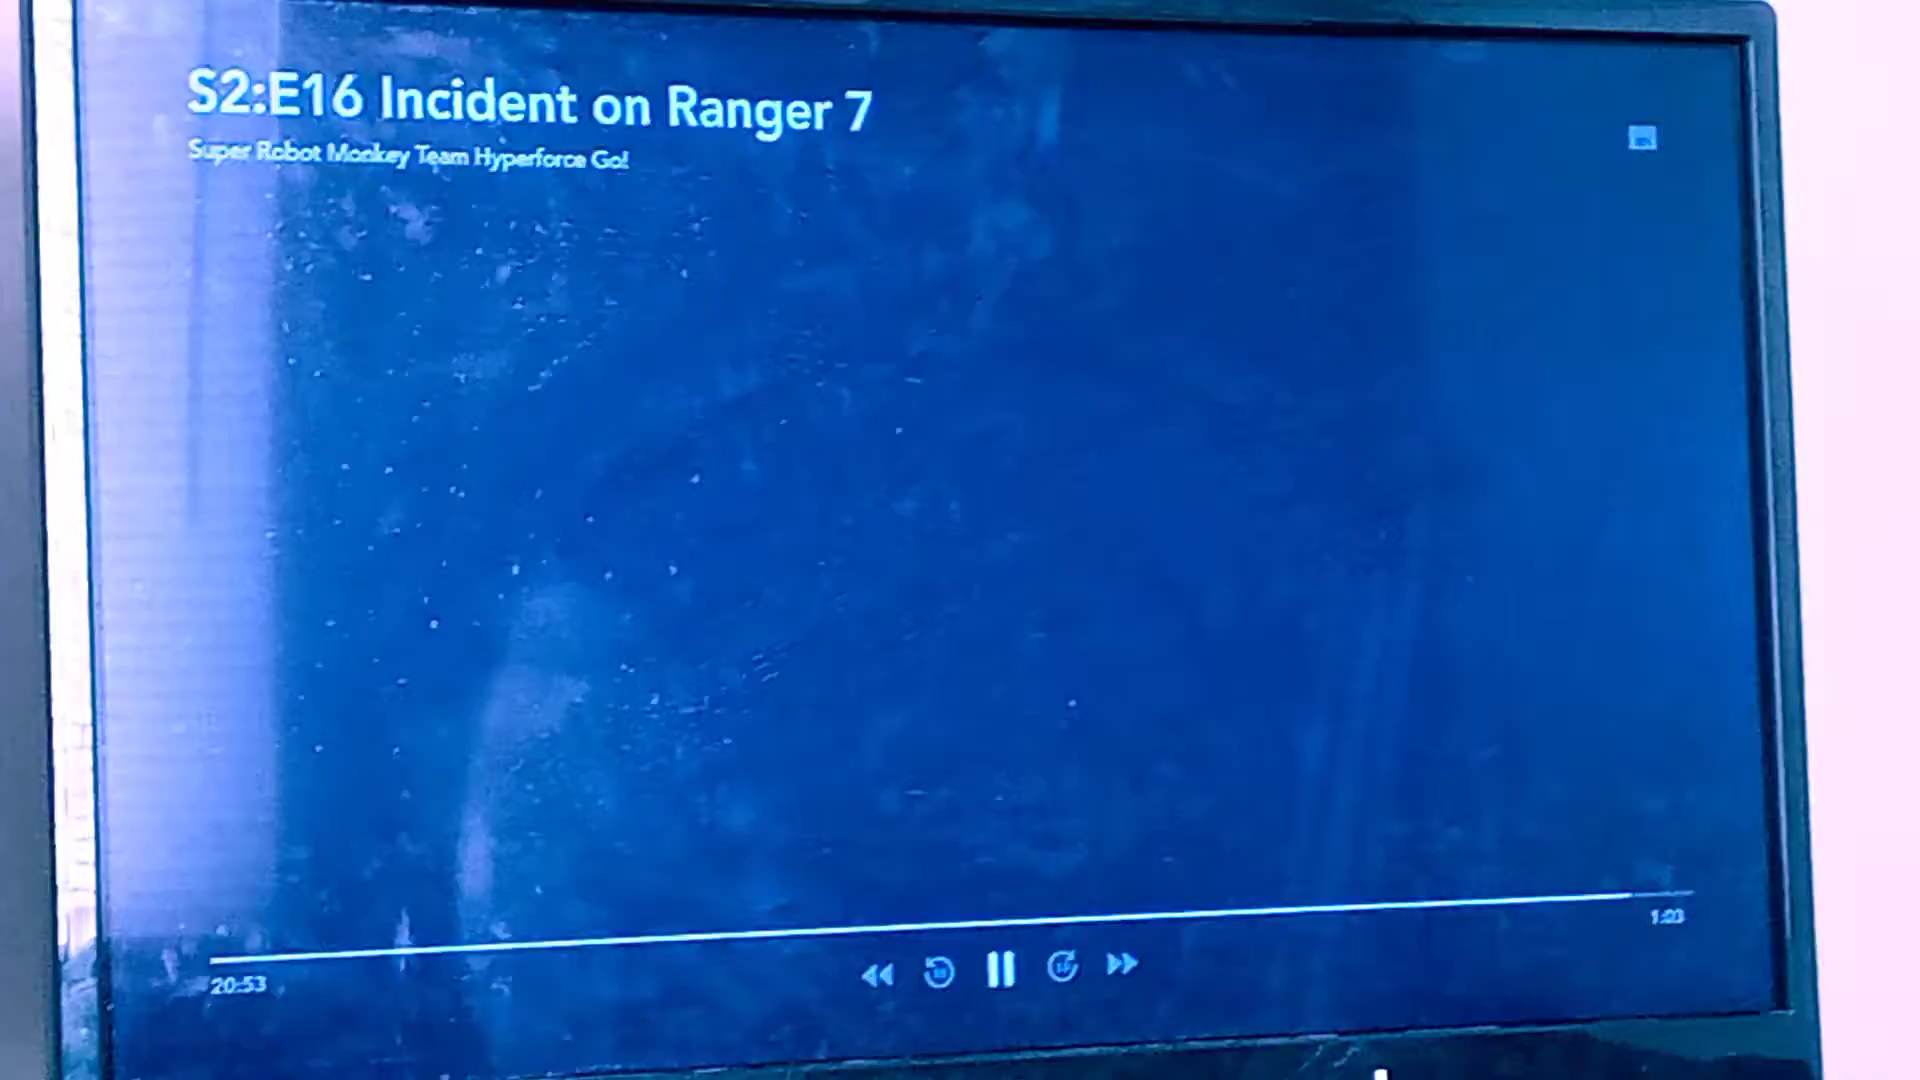 S2:E16 Incident on Ranger 7
Super Robot Monkey Team Hyperforce Go!
1:03
20:53